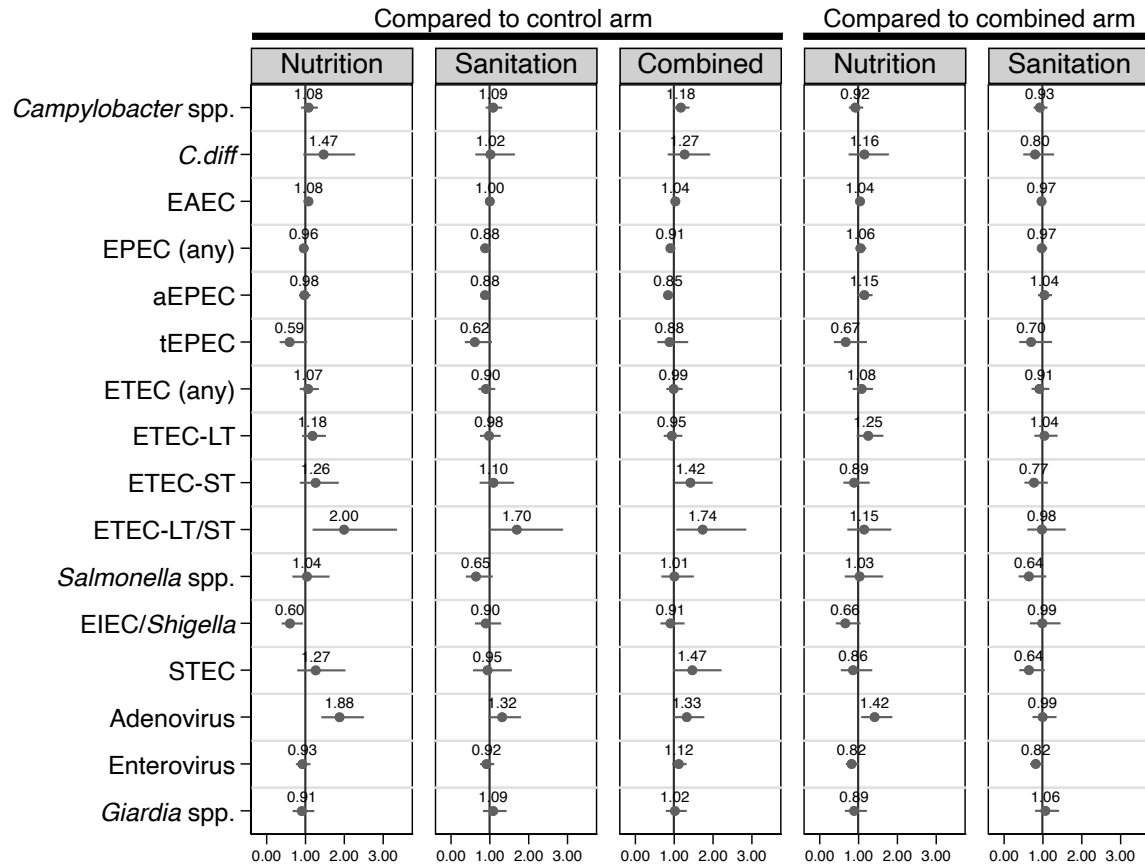 Compared to control arm Compared to combined arm
Nutrition Sanitation Combined Nutrition Sanitation
Campylobacter spp. 1.08 1.09 1.18 0.92 0.93
C.diff 1.47 1.02 1.27 1.16 0.80
EAEC 1.08 1.00 1.04 1.04 0.97
EPEC (any) 0.96 0.88 0.91 1.06 0.97
aEPEC 0.98 0.88 0.85 1.15 1.04
tEPEC 0.59 0.62 0.88 0.67 0.70
ETEC (any) 1.07 0.90 0.99 1.08 0.91
ETEC-LT 1.18 0.98 0.95 1.25 1.04
ETEC-ST 1.26 1.10 1.42 0.89 0.77
ETEC-LT/ST 2.00 1.70 1.74 1.15 0.98
Salmonella spp. 1.04 0.65 1.01 1.03 0.64
EIEC/Shigella 0.60 0.90 0.91 0.66 0.99
STEC 1.27 0.95 1.47 0.86 0.64
Adenovirus 1.88 1.32 1.33 1.42 0.99
Enterovirus 0.93 0.92 1.12 0.82 0.82
Giardia spp. 0.91 1.09 1.02 0.89 1.06
0.00 1.00 2.00 3.00 0.00 1.00 2.00 3.00 0.00 1.00 2.00 3.00 0.00 1.00 2.00 3.00 0.00 1.00 2.00 3.00